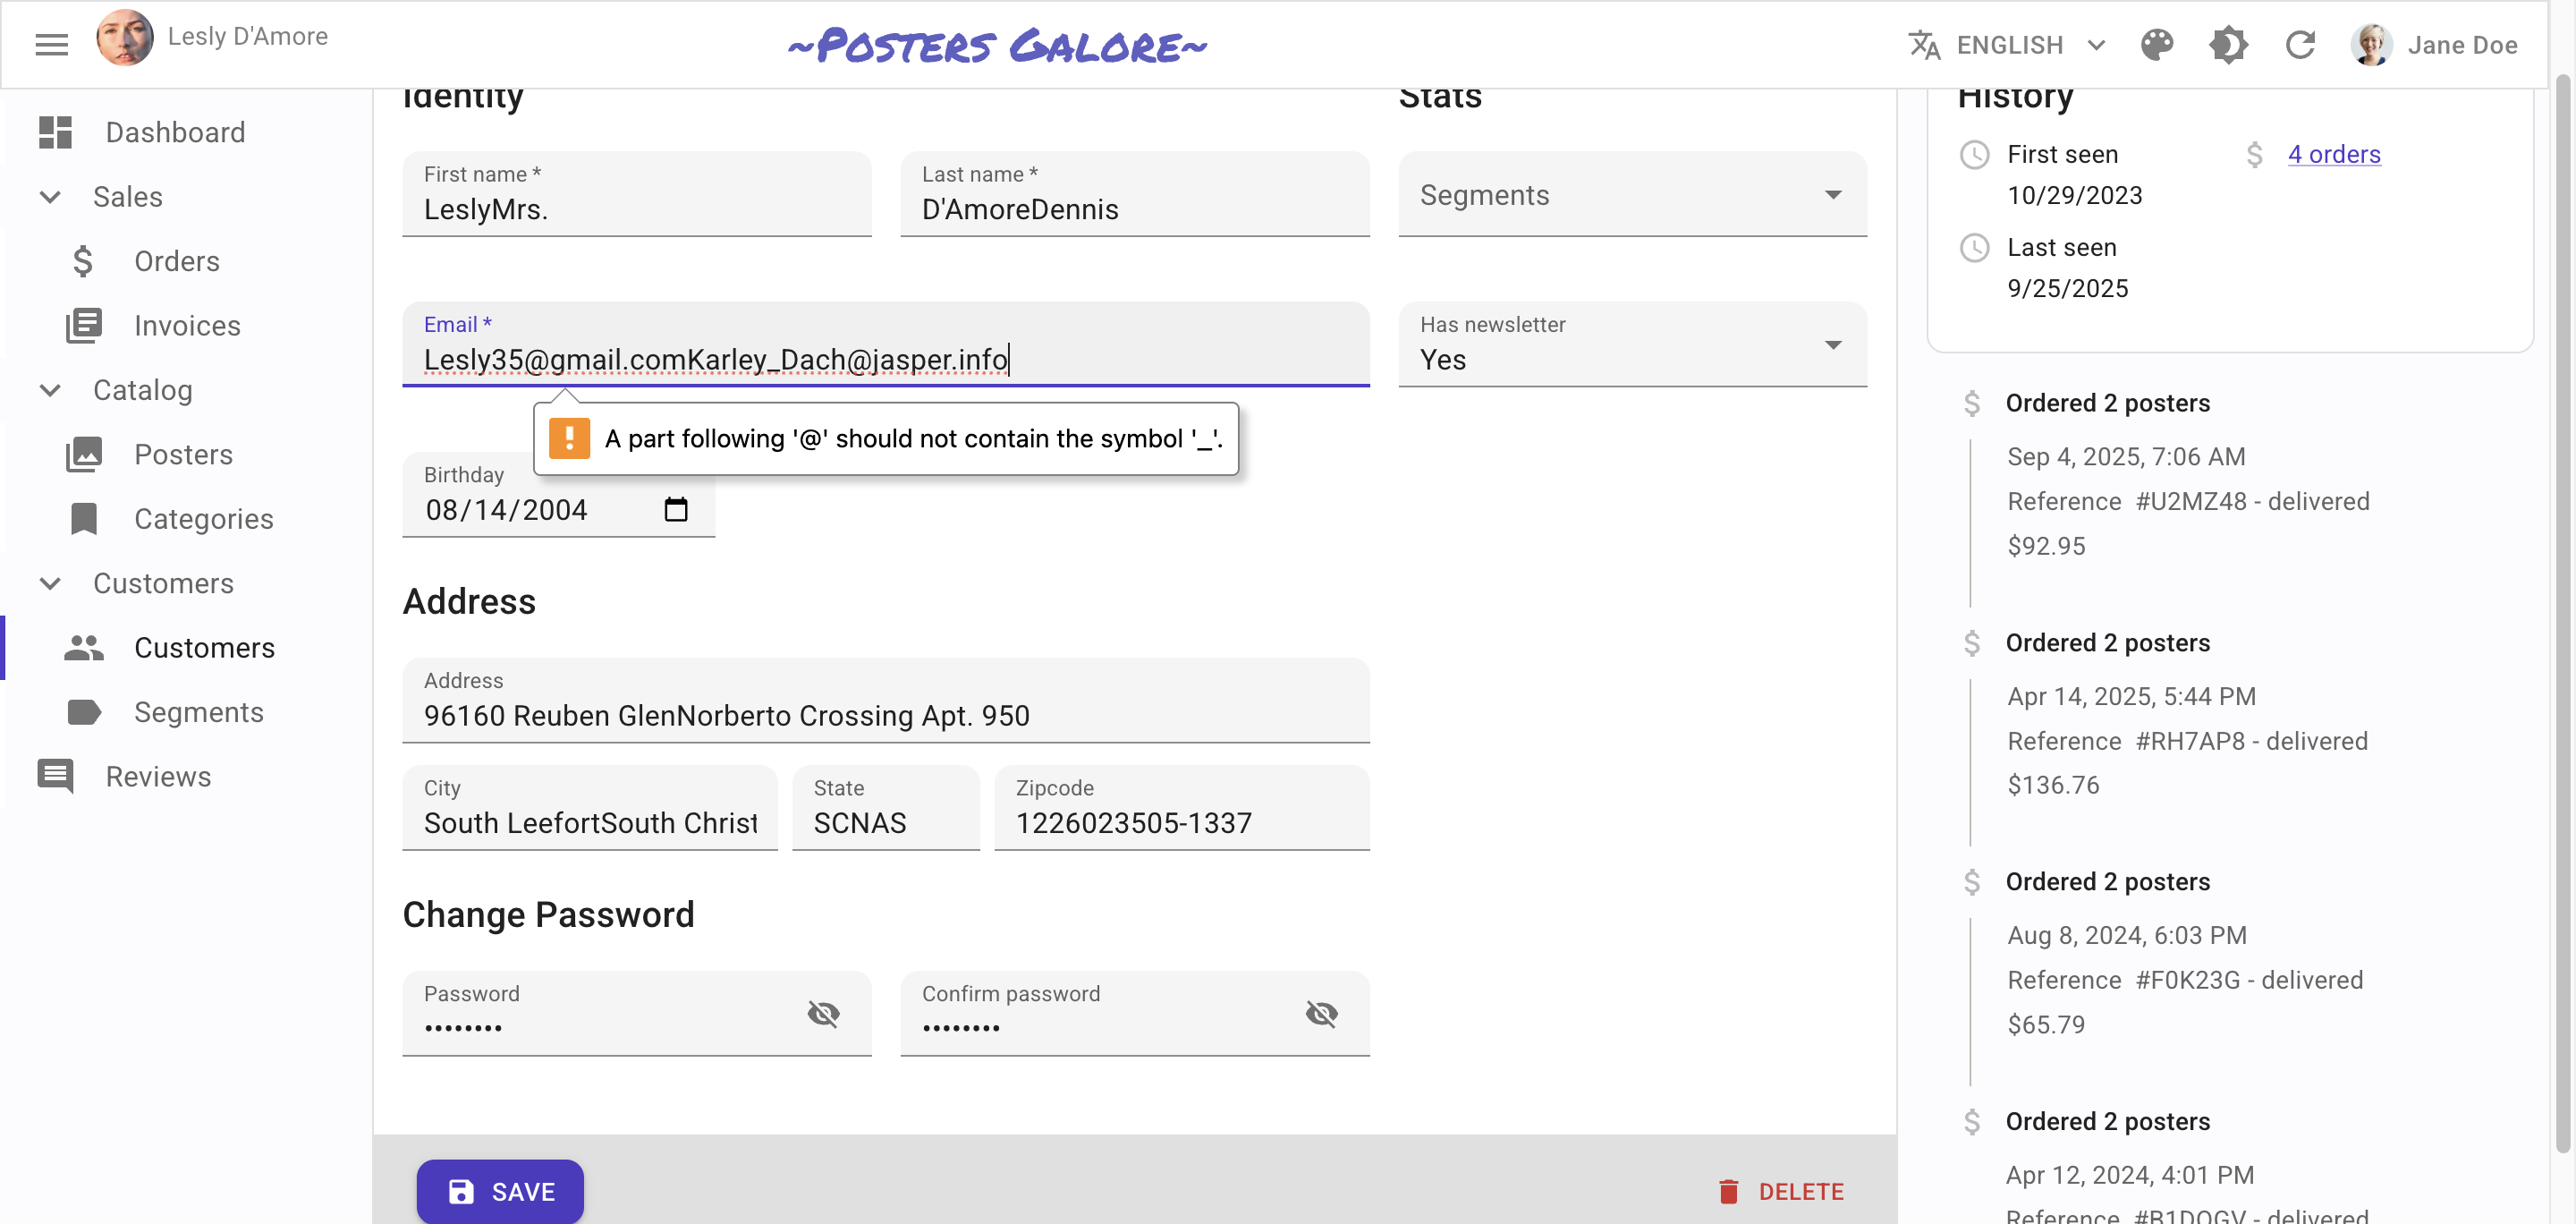 Lesly D'Amore
~Posters Galore~
ENGLISH
Jane Doe
Dashboard
Sales
Orders
Invoices
Catalog
Posters
Categories
Customers
Customers
Segments
Reviews
Identity
First name *
LeslyMrs.
Last name *
D'AmoreDennis
Email *
Lesly35@gmail.comKarley_Dach@jasper.info
A part following '@' should not contain the symbol '_'.
Birthday
08/14/2004
Address
Address
96160 Reuben GlenNorberto Crossing Apt. 950
City
South LeefortSouth Christ
State
SCNAS
Zipcode
1226023505-1337
Change Password
Password
••••••••
Confirm password
••••••••
SAVE
DELETE
Stats
Segments
Has newsletter
Yes
History
First seen
10/29/2023
4 orders
Last seen
9/25/2025
Ordered 2 posters
Sep 4, 2025, 7:06 AM
Reference #U2MZ48 - delivered
$92.95
Ordered 2 posters
Apr 14, 2025, 5:44 PM
Reference #RH7AP8 - delivered
$136.76
Ordered 2 posters
Aug 8, 2024, 6:03 PM
Reference #F0K23G - delivered
$65.79
Ordered 2 posters
Apr 12, 2024, 4:01 PM
Reference - delivered